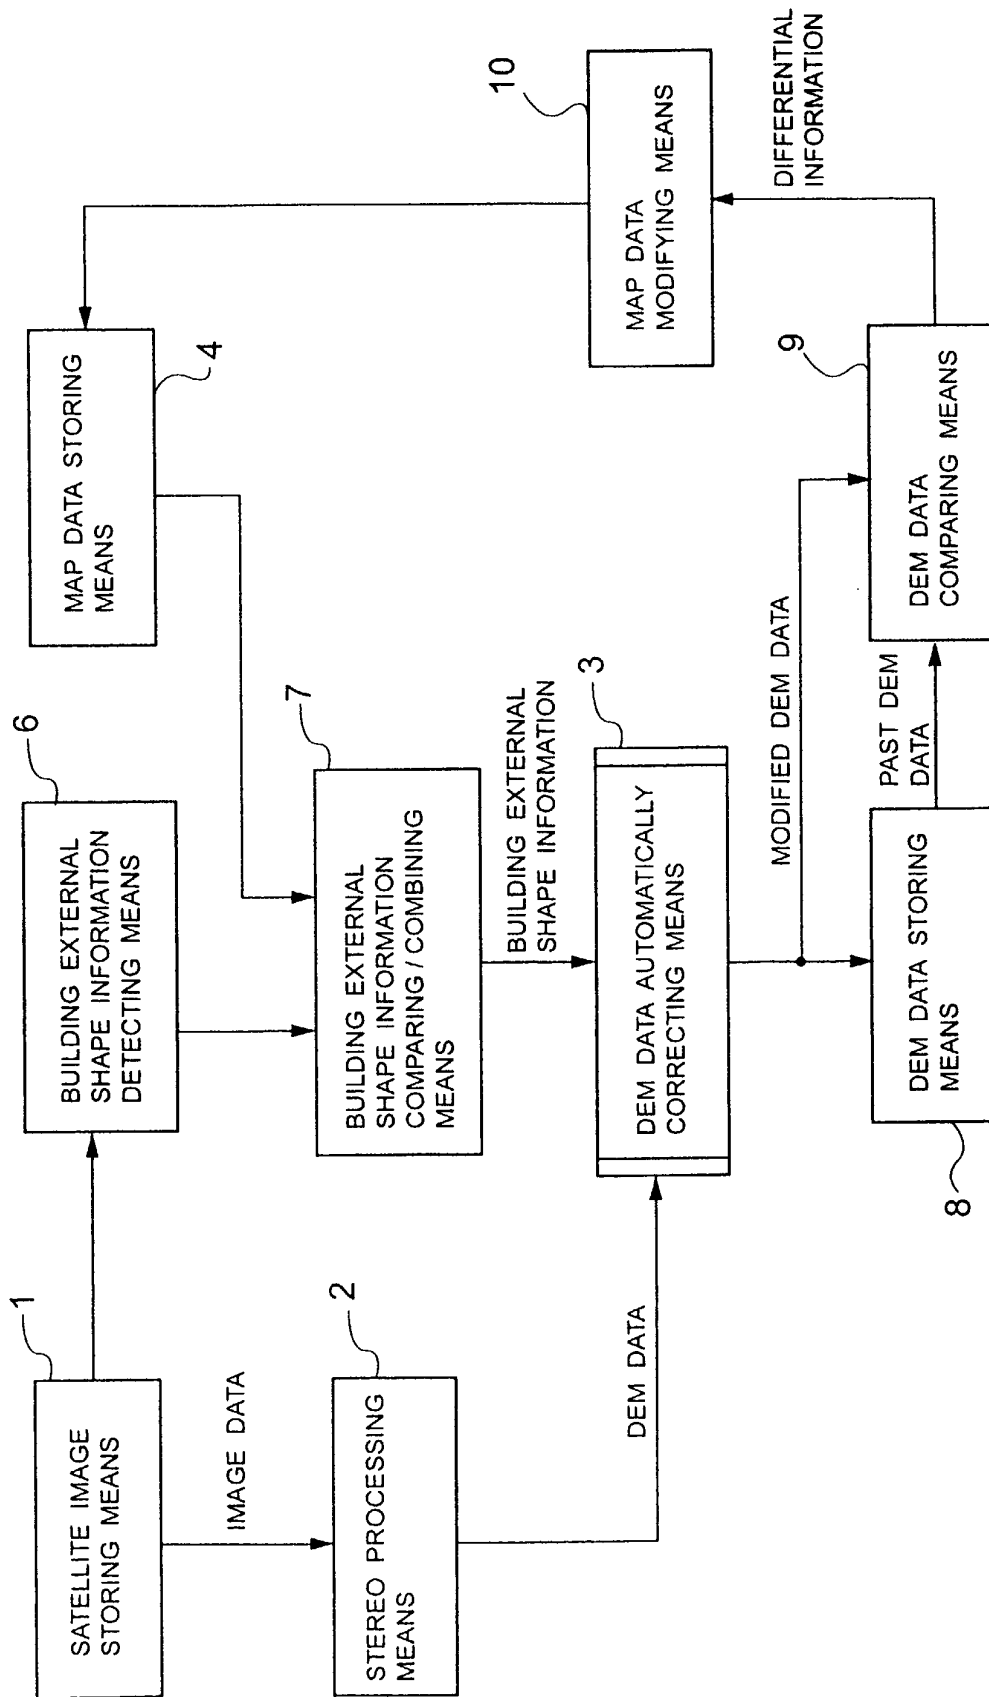 1
SATELLITE IMAGE
STORING MEANS
6
BUILDING EXTERNAL
SHAPE INFORMATION
DETECTING MEANS
MAP DATA STORING
MEANS
4
IMAGE DATA
2
STEREO PROCESSING
MEANS
7
BUILDING EXTERNAL
SHAPE INFORMATION
COMPARING / COMBINING
MEANS
BUILDING EXTERNAL
SHAPE INFORMATION
10
MAP DATA
MODIFYING MEANS
DEM DATA
3
DEM DATA AUTOMATICALLY
CORRECTING MEANS
MODIFIED DEM DATA
DIFFERENTIAL
INFORMATION
8
DEM DATA STORING
MEANS
PAST DEM
DATA
9
DEM DATA
COMPARING MEANS